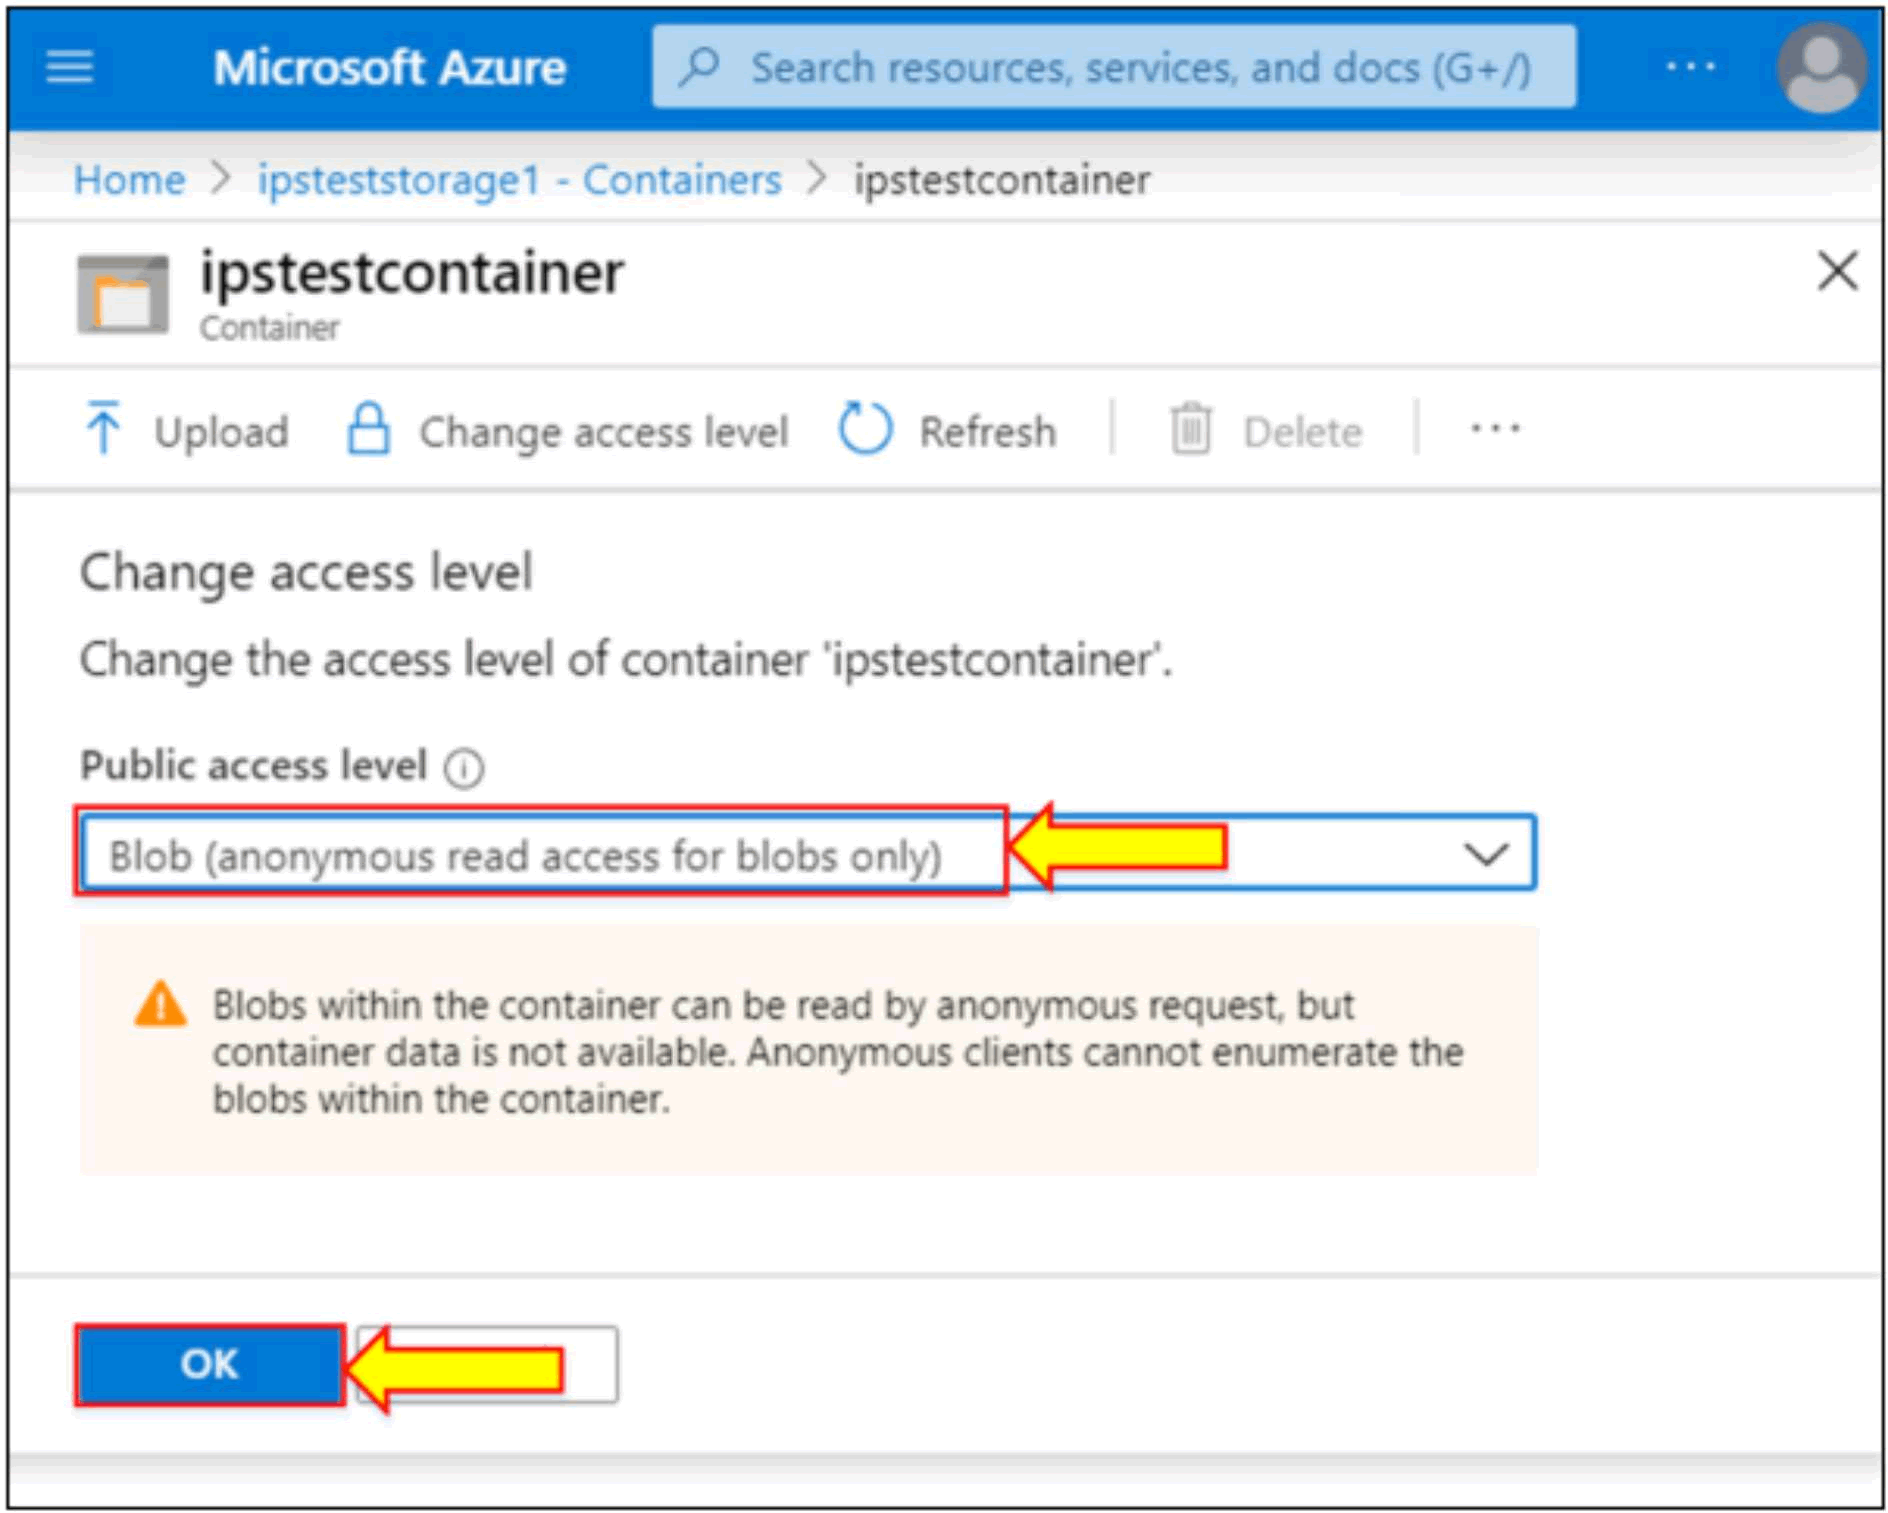 Microsoft Azure
Search resources, services, and docs (G+/)
Home > ipsteststorage1 - Containers > ipstestcontainer
ipstestcontainer
Container
Upload
Change access level
Refresh
Delete
Change access level
Change the access level of container 'ipstestcontainer'.
Public access level
Blob (anonymous read access for blobs only)
Blobs within the container can be read by anonymous request, but
container data is not available. Anonymous clients cannot enumerate the
blobs within the container.
OK